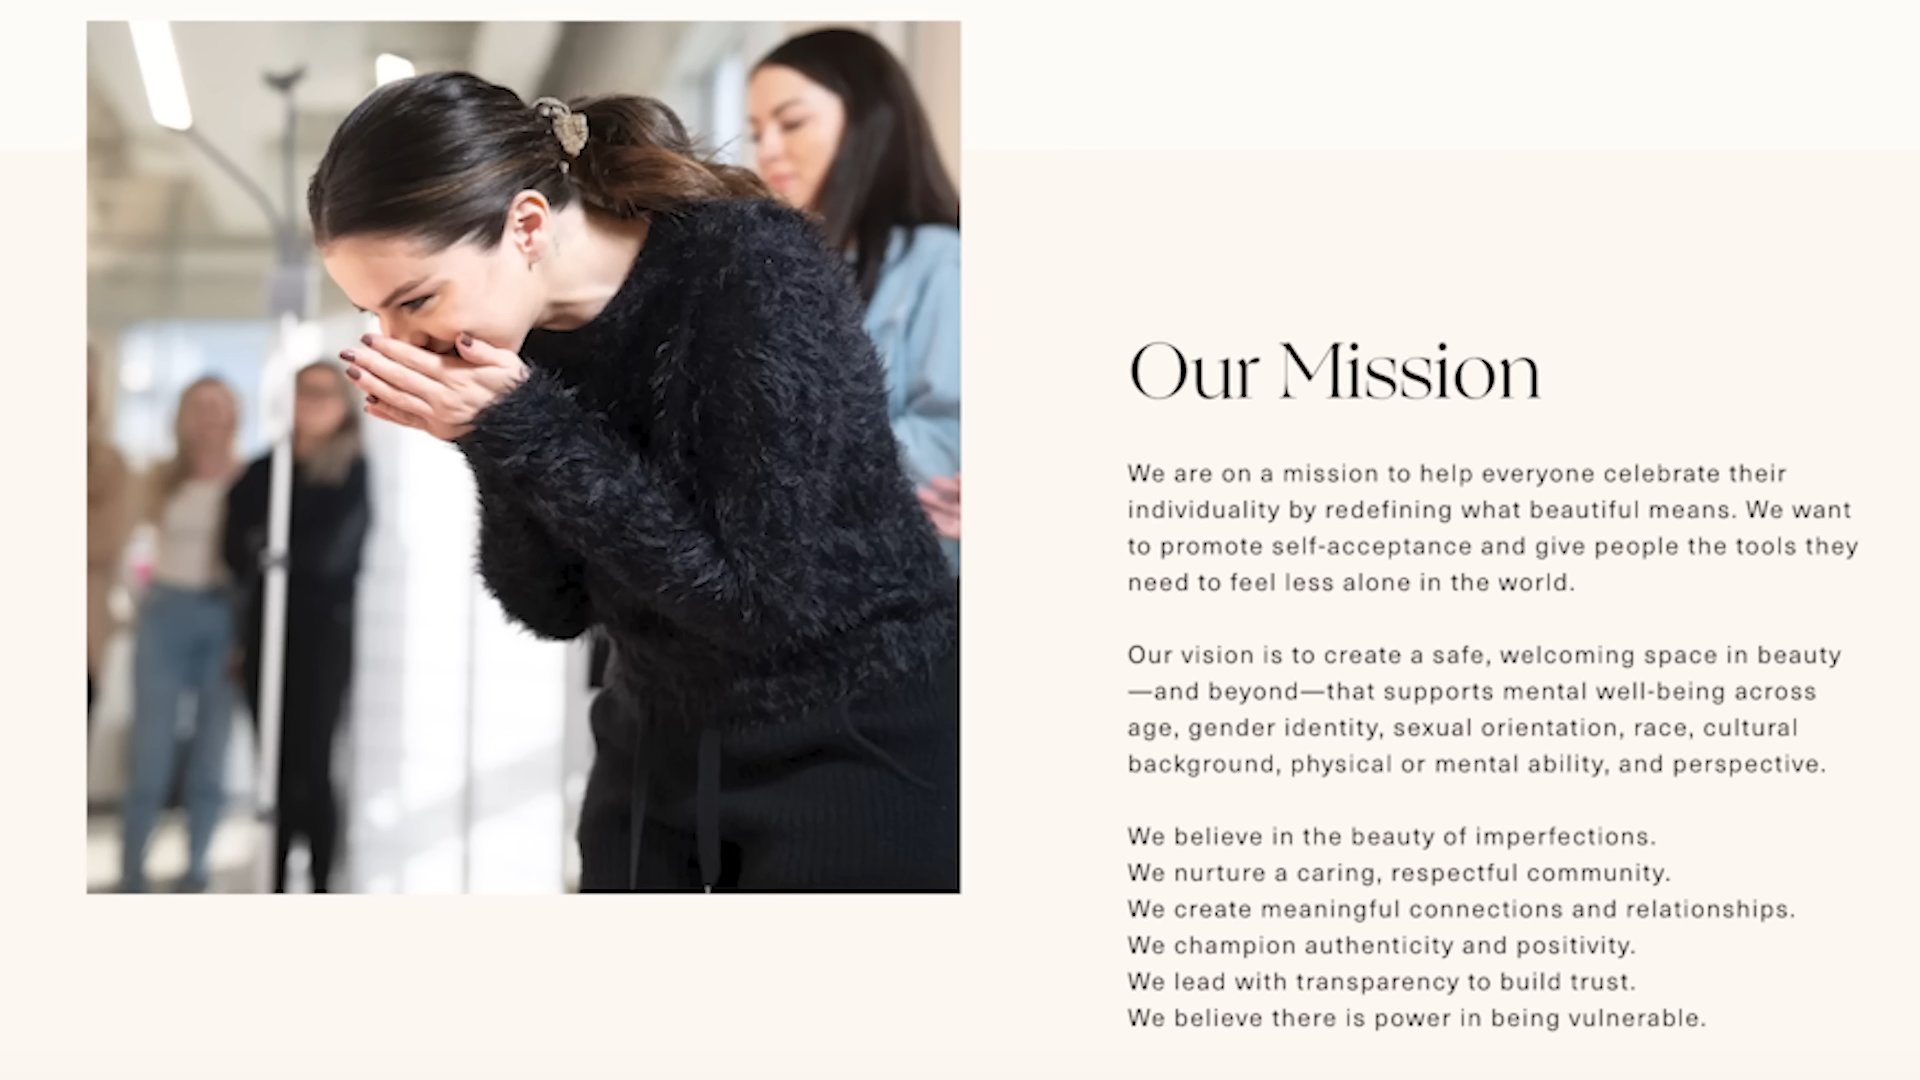 Our Mission
We are on a mission to help everyone celebrate their
individuality by redefining what beautiful means. We want
to promote self-acceptance and give people the tools they
need to feel less alone in the world.
Our vision is to create a safe, welcoming space in beauty
—and beyond—that supports mental well-being across
age, gender identity, sexual orientation, race, cultural
background, physical or mental ability, and perspective.
We believe in the beauty of imperfections.
We nurture a caring, respectful community.
We create meaningful connections and relationships.
We champion authenticity and positivity.
We lead with transparency to build trust.
We believe there is power in being vulnerable.